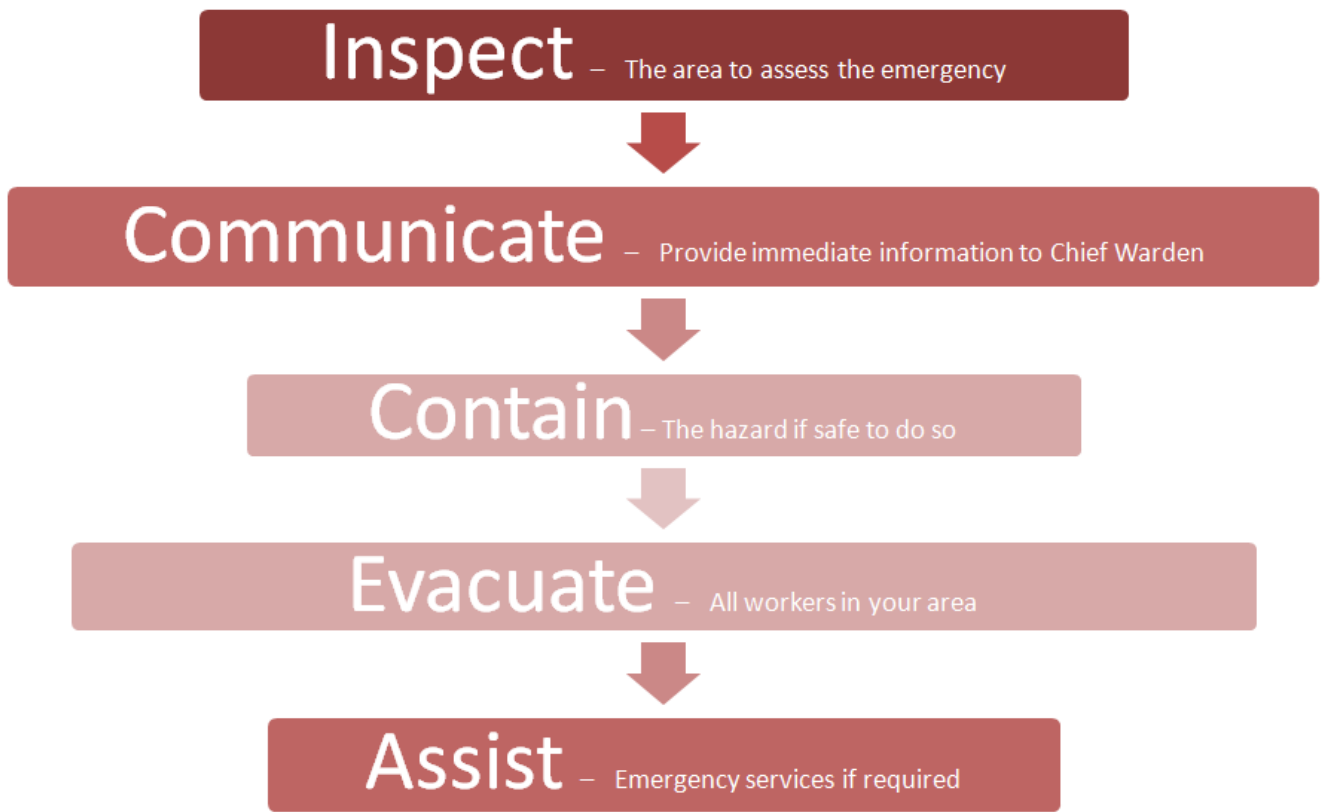 Inspect – The area to assess the emergency
Communicate – Provide immediate information to Chief Warden
Contain – The hazard if safe to do so
Evacuate – All workers in your area
Assist – Emergency services if required